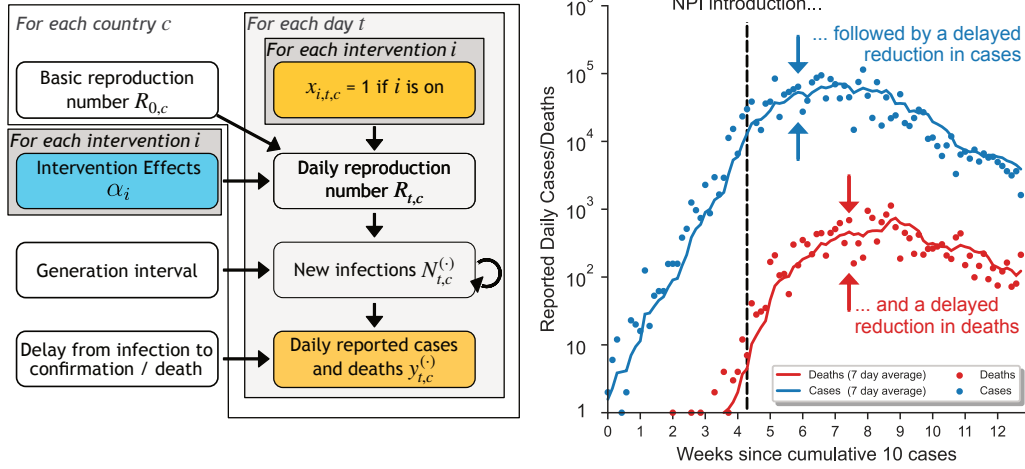 For each country c
For each day t
For each intervention i
x_{i,t,c} = 1 if i is on
Basic reproduction
number R_{0,c}
For each intervention i
Intervention Effects
α_i
Daily reproduction
number R_{t,c}
Generation interval
New infections N_{t,c}^{(·)}
Delay from infection to
confirmation / death
Daily reported cases
and deaths y_{t,c}^{(·)}
NPI introduction...
... followed by a delayed
reduction in cases
... and a delayed
reduction in deaths
Reported Daily Cases/Deaths
10^6
10^5
10^4
10^3
10^2
10
1
Deaths (7 day average)
Cases (7 day average)
Deaths
Cases
0 1 2 3 4 5 6 7 8 9 10 11 12
Weeks since cumulative 10 cases